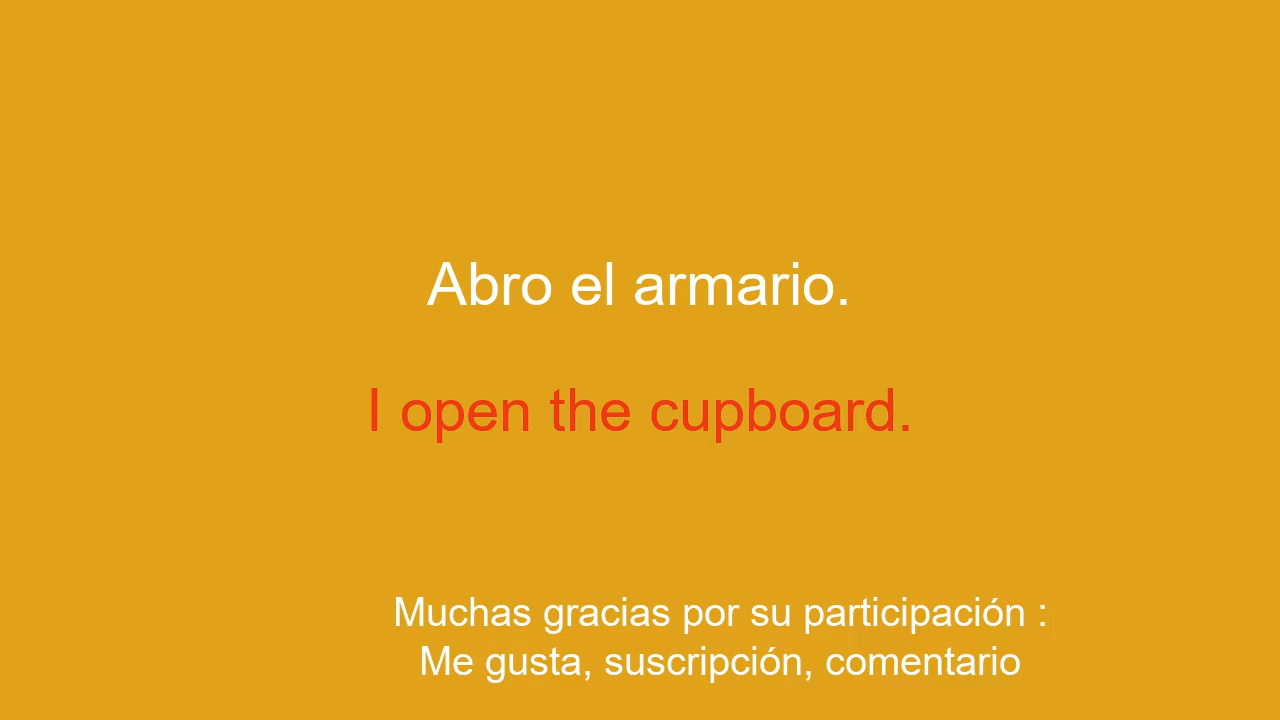 Abro el armario.
I open the cupboard.
Muchas gracias por su participación :
Me gusta, suscripción, comentario